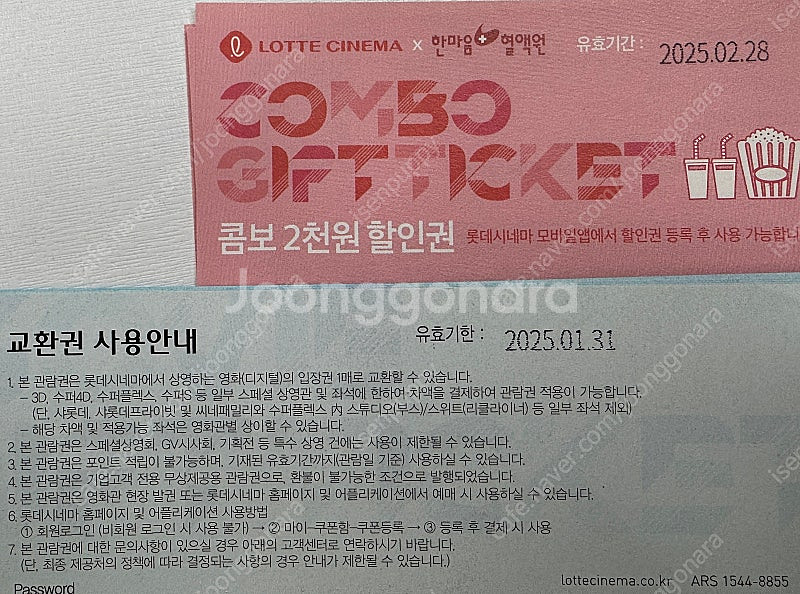 LOTTE CINEMA x 한마음혈액원 유효기간 : 2025.02.28
COMBO
GIFT TICKET
콤보 2천원 할인권 롯데시네마 모바일앱에서 할인권 등록 후 사용 가능합니
Joonggonara
교환권 사용안내 유효기한 : 2025.01.31
1. 본 관람권은 롯데시네마에서 상영하는 영화(디지털)의 입장권 1매로 교환할 수 있습니다.
– 3D, 수퍼4D, 수퍼플렉스, 수퍼S 등 일부 스페셜 상영관 및 좌석에 한하여 차액을 결제하여 관람권 적용이 가능합니다.
(단, 샤롯데, 샤롯데프라이빗 및 씨네패밀리와 수퍼플렉스 內 스튜디오(부스)/스위트(리클라이너) 등 일부 좌석 제외)
– 해당 차액 및 적용가능 좌석은 영화관별 상이할 수 있습니다.
2. 본 관람권은 스페셜상영회, GV시사회, 기획전 등 특수 상영 건에는 사용이 제한될 수 있습니다.
3. 본 관람권은 포인트 적립이 불가능하며, 기재된 유효기간까지(관람일 기준) 사용하실 수 있습니다.
4. 본 관람권은 기업고객 전용 무상제공용 관람권으로, 환불이 불가능한 조건으로 발행되었습니다.
5. 본 관람권은 영화관 현장 발권 또는 롯데시네마 홈페이지 및 어플리케이션에서 예매 시 사용하실 수 있습니다.
6. 롯데시네마 홈페이지 및 어플리케이션 사용방법
① 회원로그인 (비회원 로그인 시 사용 불가) → ② 마이-쿠폰함-쿠폰등록 → ③ 등록 후 결제 시 사용
7. 본 관람권에 대한 문의사항이 있으실 경우 아래의 고객센터로 연락하시기 바랍니다.
(단, 최종 제공처의 정책에 따라 결정되는 사항의 경우 안내가 제한될 수 있습니다.)
Password lottecinema.co.kr ARS 1544-8855